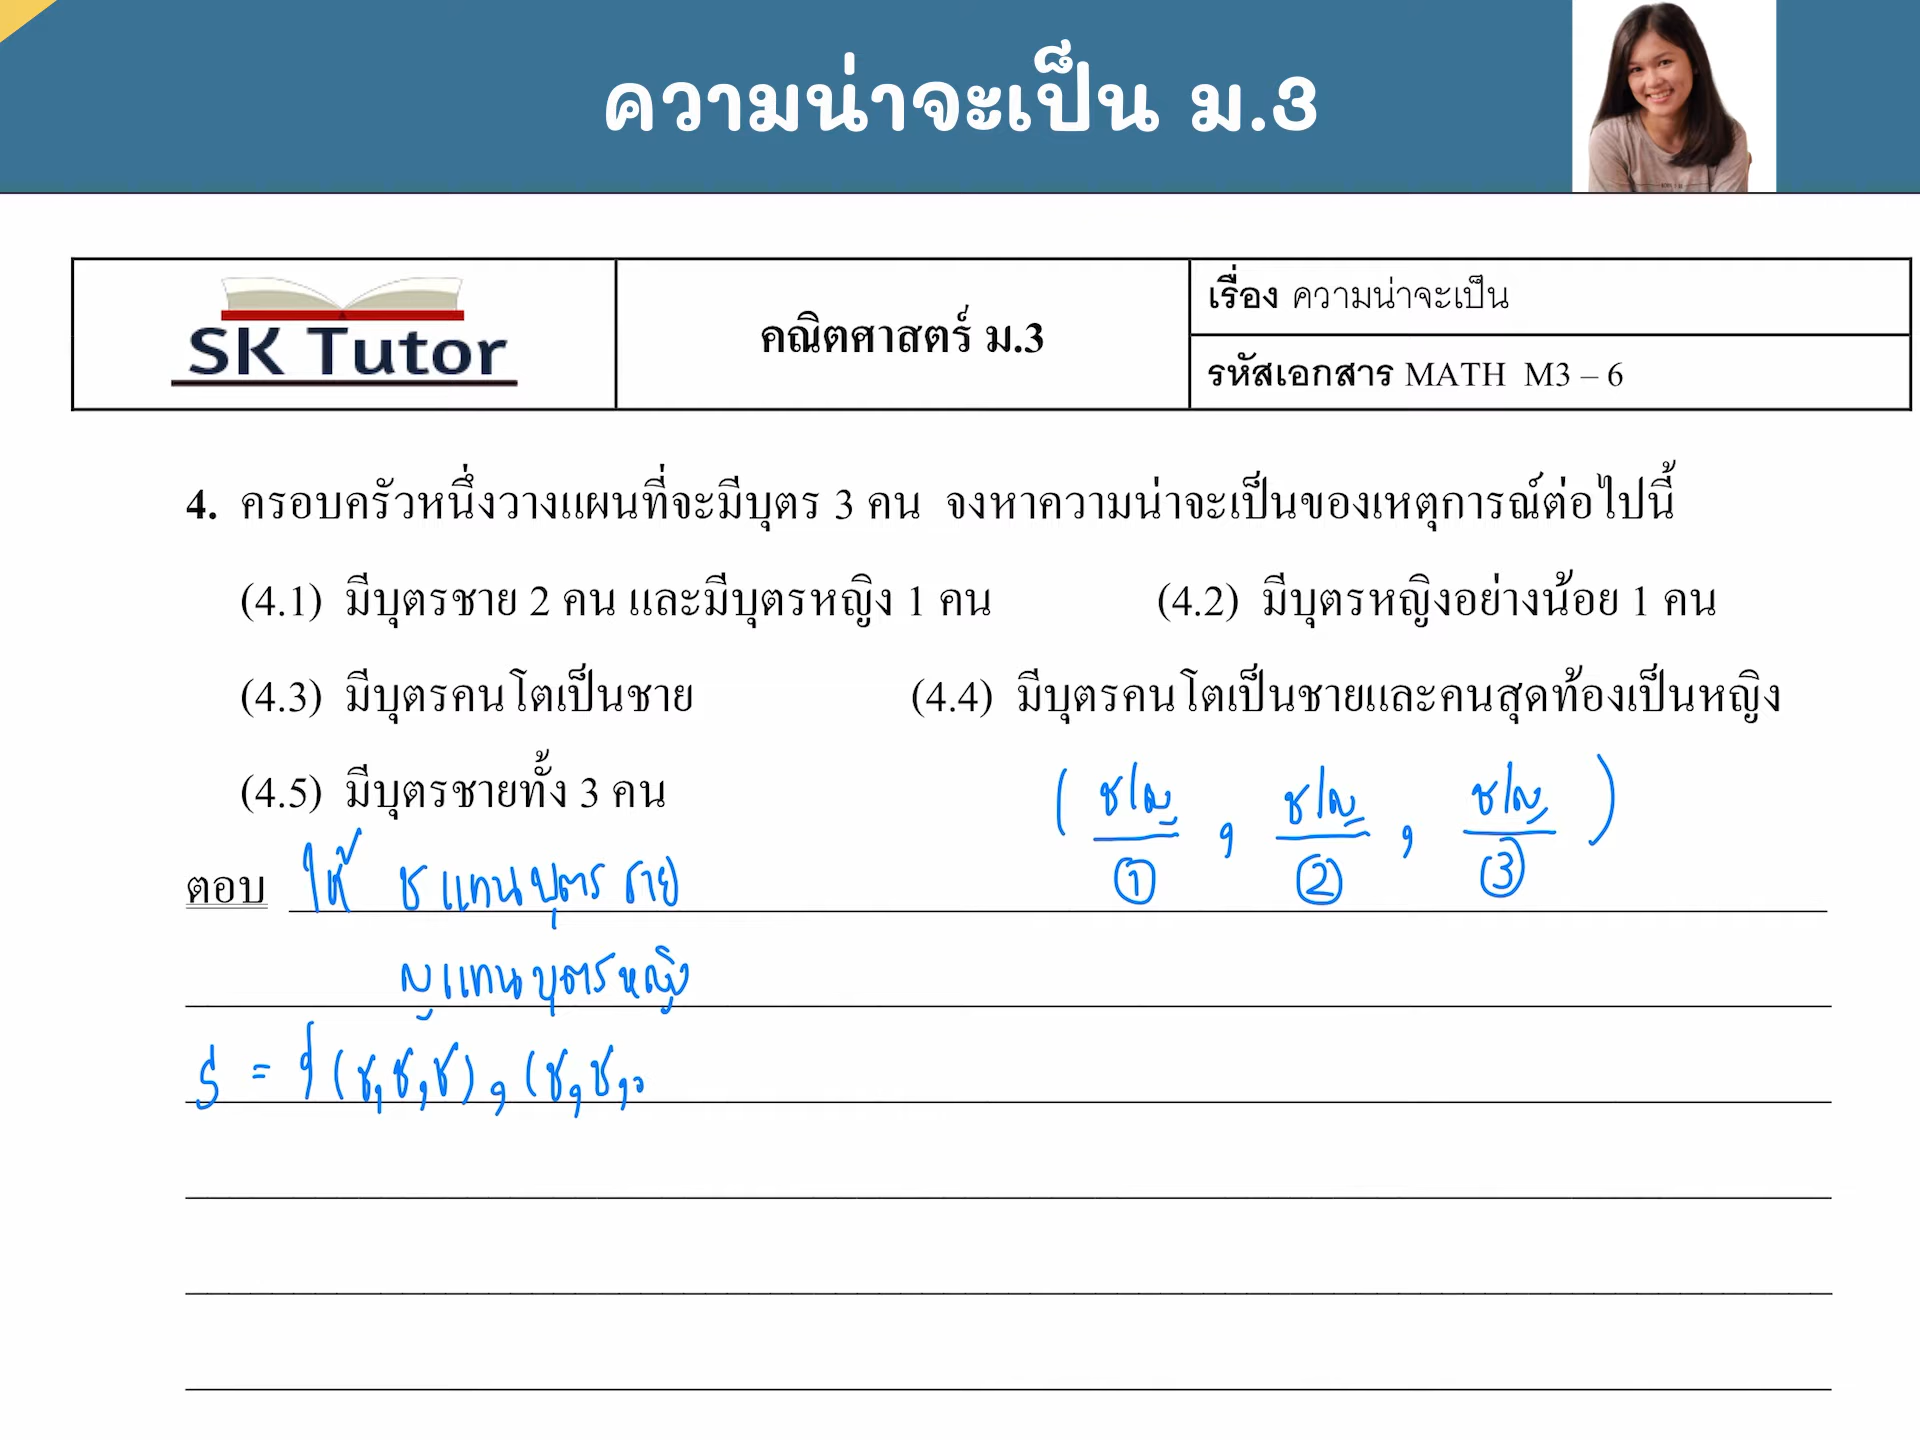 ความน่าจะเป็น ม.3
SK Tutor
คณิตศาสตร์ ม.3
เรื่อง ความน่าจะเป็น
รหัสเอกสาร MATH M3 – 6
4. ครอบครัวหนึ่งวางแผนที่จะมีบุตร 3 คน จงหาความน่าจะเป็นของเหตุการณ์ต่อไปนี้
(4.1) มีบุตรชาย 2 คน และมีบุตรหญิง 1 คน (4.2) มีบุตรหญิงอย่างน้อย 1 คน
(4.3) มีบุตรคนโตเป็นชาย (4.4) มีบุตรคนโตเป็นชายและคนสุดท้องเป็นหญิง
(4.5) มีบุตรชายทั้ง 3 คน
( ช/ญ , ช/ญ , ช/ญ )
① ② ③
ตอบ ให้ ช แทนบุตรชาย
ญ แทนบุตรหญิง
S = {(ช,ช,ช), (ช,ช,